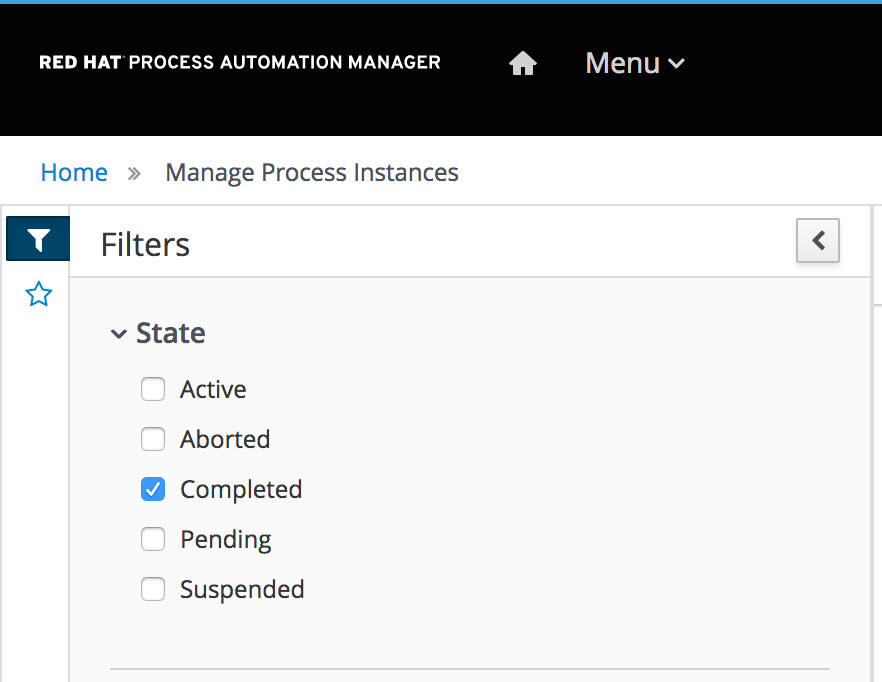 RED HAT PROCESS AUTOMATION MANAGER Menu
Home » Manage Process Instances
Filters
State
Active
Aborted
Completed
Pending
Suspended